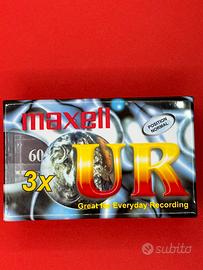 maxell
POSITION
NORMAL
60
3x
UR
Great for Everyday Recording
subito